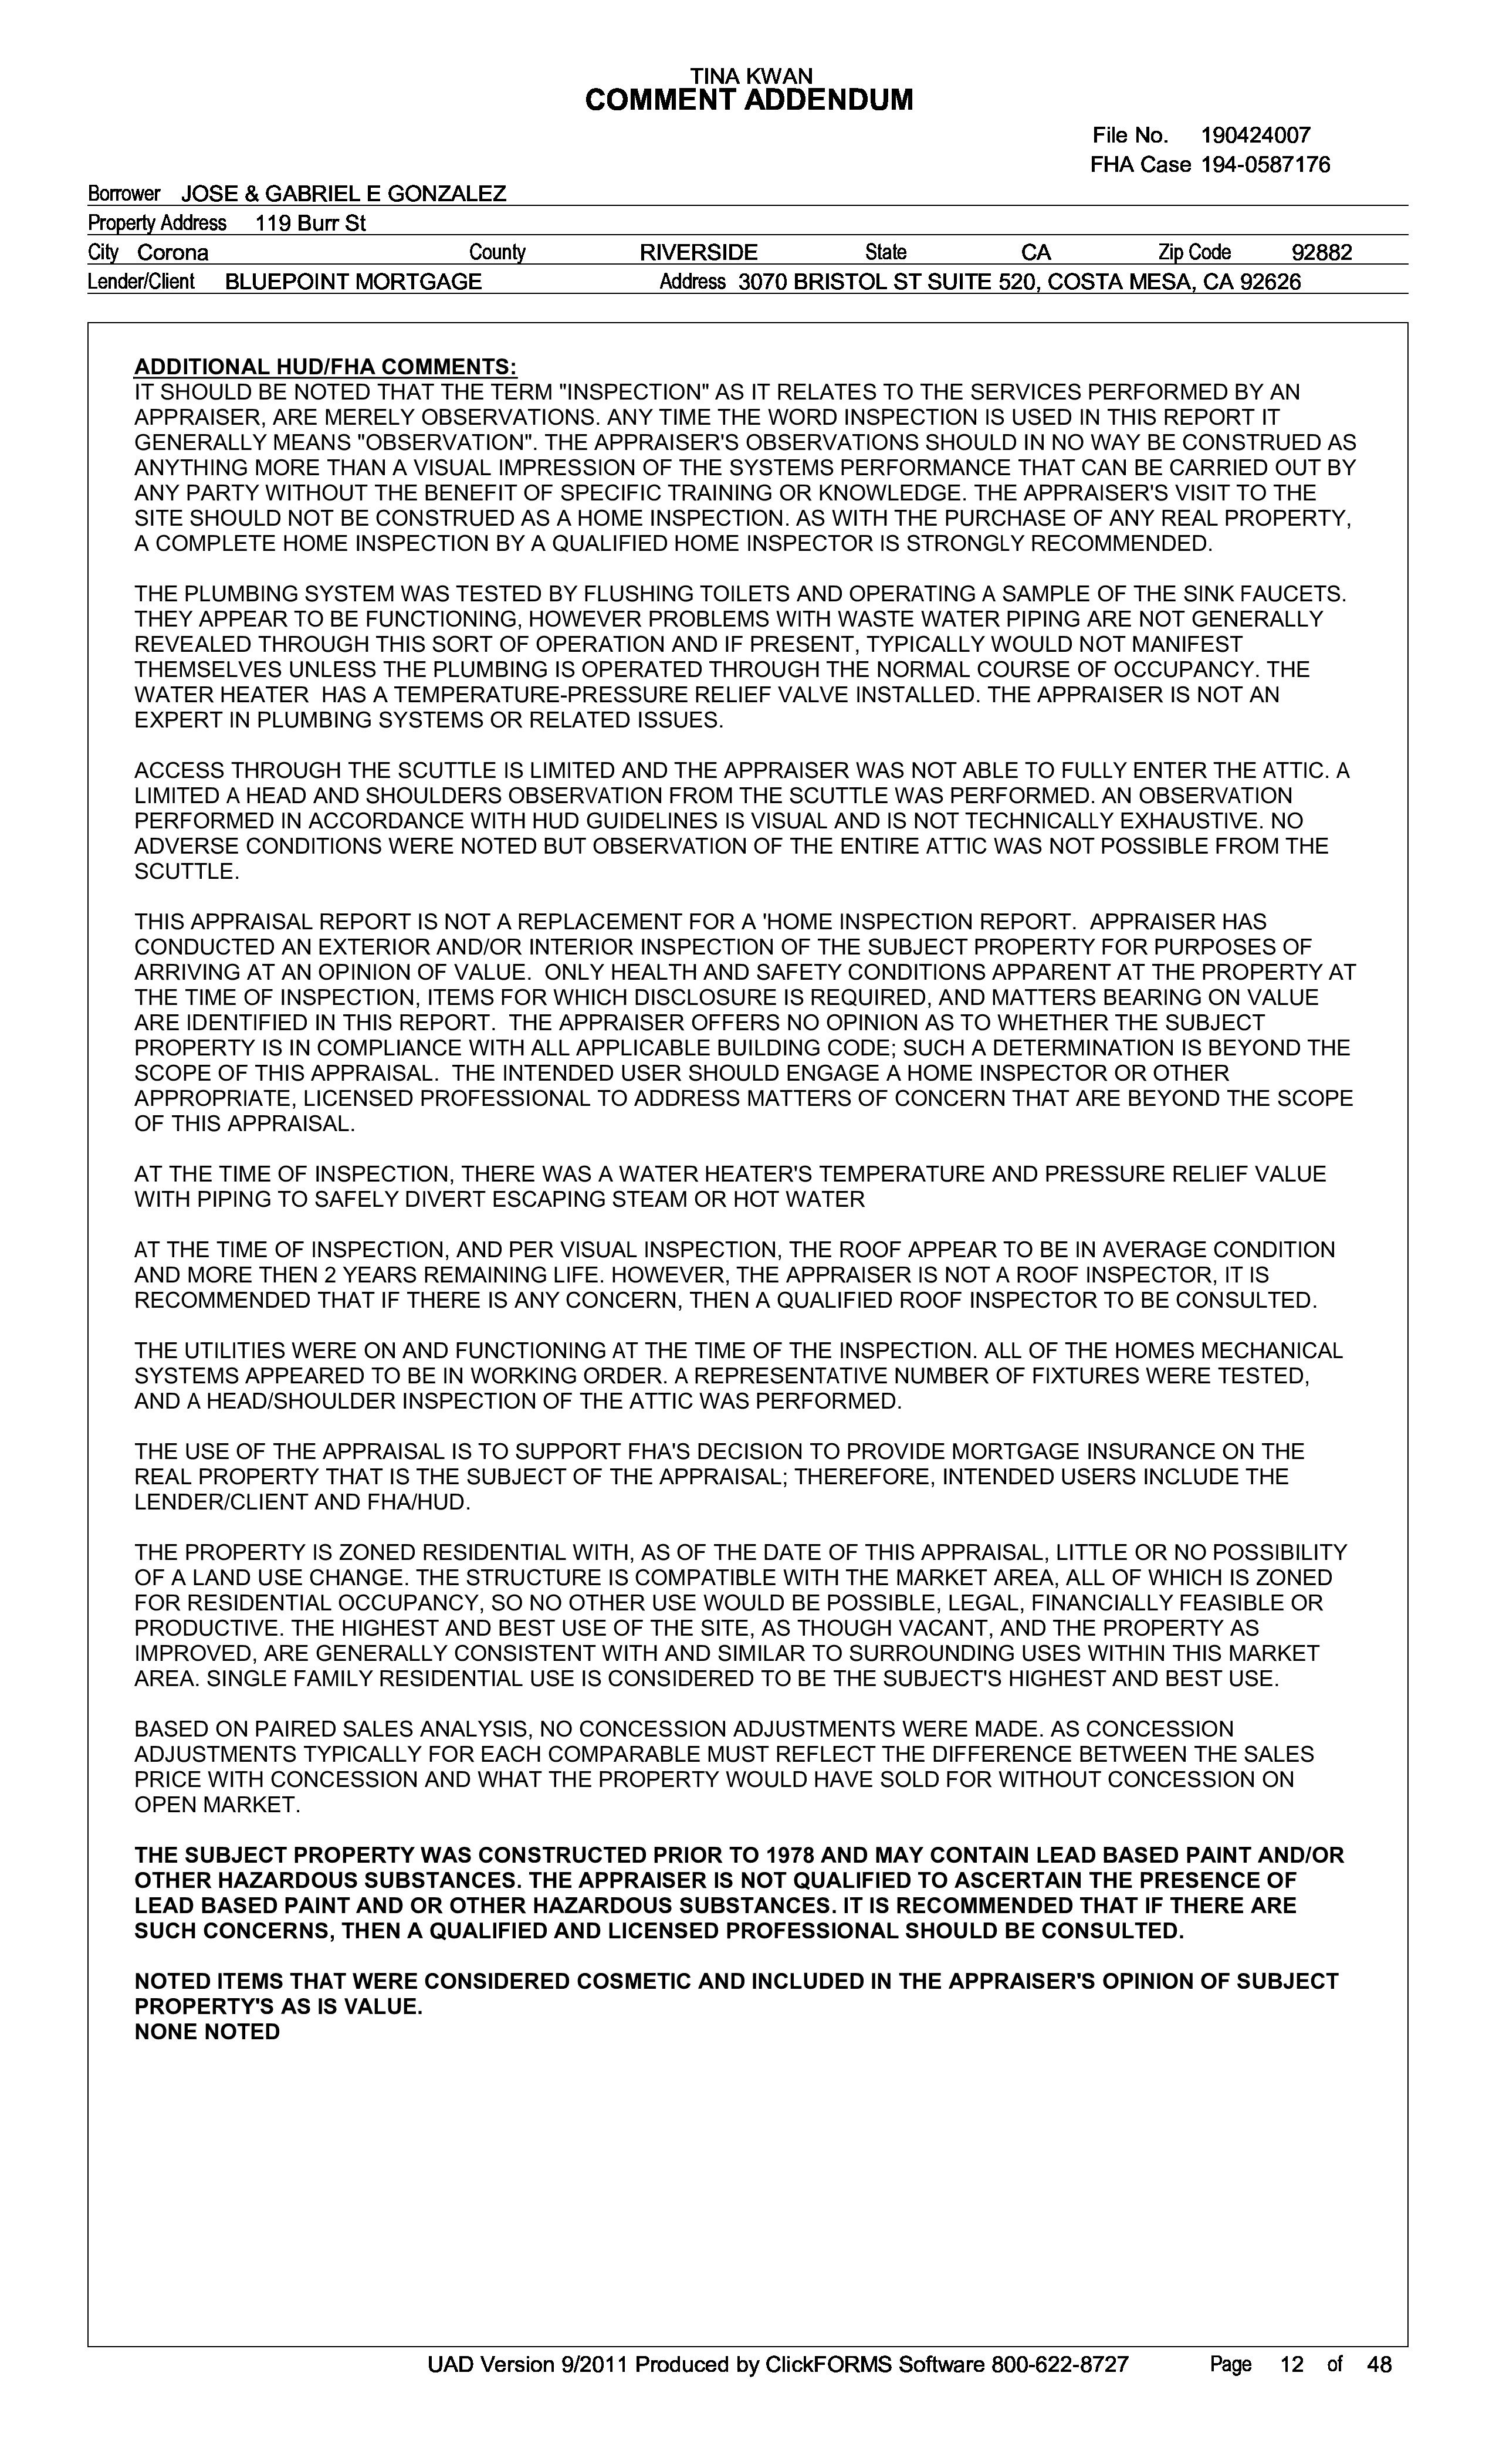 TINA KWAN
COMMENT ADDENDUM
File No. 190424007
FHA Case 194-0587176
Borrower JOSE & GABRIEL E GONZALEZ
Property Address 119 Burr St
City Corona County RIVERSIDE State CA Zip Code 92882
Lender/Client BLUEPOINT MORTGAGE Address 3070 BRISTOL ST SUITE 520, COSTA MESA, CA 92626
ADDITIONAL HUD/FHA COMMENTS:
IT SHOULD BE NOTED THAT THE TERM "INSPECTION" AS IT RELATES TO THE SERVICES PERFORMED BY AN
APPRAISER, ARE MERELY OBSERVATIONS. ANY TIME THE WORD INSPECTION IS USED IN THIS REPORT IT
GENERALLY MEANS "OBSERVATION". THE APPRAISER'S OBSERVATIONS SHOULD IN NO WAY BE CONSTRUED AS
ANYTHING MORE THAN A VISUAL IMPRESSION OF THE SYSTEMS PERFORMANCE THAT CAN BE CARRIED OUT BY
ANY PARTY WITHOUT THE BENEFIT OF SPECIFIC TRAINING OR KNOWLEDGE. THE APPRAISER'S VISIT TO THE
SITE SHOULD NOT BE CONSTRUED AS A HOME INSPECTION. AS WITH THE PURCHASE OF ANY REAL PROPERTY,
A COMPLETE HOME INSPECTION BY A QUALIFIED HOME INSPECTOR IS STRONGLY RECOMMENDED.
THE PLUMBING SYSTEM WAS TESTED BY FLUSHING TOILETS AND OPERATING A SAMPLE OF THE SINK FAUCETS.
THEY APPEAR TO BE FUNCTIONING, HOWEVER PROBLEMS WITH WASTE WATER PIPING ARE NOT GENERALLY
REVEALED THROUGH THIS SORT OF OPERATION AND IF PRESENT, TYPICALLY WOULD NOT MANIFEST
THEMSELVES UNLESS THE PLUMBING IS OPERATED THROUGH THE NORMAL COURSE OF OCCUPANCY. THE
WATER HEATER HAS A TEMPERATURE-PRESSURE RELIEF VALVE INSTALLED. THE APPRAISER IS NOT AN
EXPERT IN PLUMBING SYSTEMS OR RELATED ISSUES.
ACCESS THROUGH THE SCUTTLE IS LIMITED AND THE APPRAISER WAS NOT ABLE TO FULLY ENTER THE ATTIC. A
LIMITED A HEAD AND SHOULDERS OBSERVATION FROM THE SCUTTLE WAS PERFORMED. AN OBSERVATION
PERFORMED IN ACCORDANCE WITH HUD GUIDELINES IS VISUAL AND IS NOT TECHNICALLY EXHAUSTIVE. NO
ADVERSE CONDITIONS WERE NOTED BUT OBSERVATION OF THE ENTIRE ATTIC WAS NOT POSSIBLE FROM THE
SCUTTLE.
THIS APPRAISAL REPORT IS NOT A REPLACEMENT FOR A 'HOME INSPECTION REPORT. APPRAISER HAS
CONDUCTED AN EXTERIOR AND/OR INTERIOR INSPECTION OF THE SUBJECT PROPERTY FOR PURPOSES OF
ARRIVING AT AN OPINION OF VALUE. ONLY HEALTH AND SAFETY CONDITIONS APPARENT AT THE PROPERTY AT
THE TIME OF INSPECTION, ITEMS FOR WHICH DISCLOSURE IS REQUIRED, AND MATTERS BEARING ON VALUE
ARE IDENTIFIED IN THIS REPORT. THE APPRAISER OFFERS NO OPINION AS TO WHETHER THE SUBJECT
PROPERTY IS IN COMPLIANCE WITH ALL APPLICABLE BUILDING CODE; SUCH A DETERMINATION IS BEYOND THE
SCOPE OF THIS APPRAISAL. THE INTENDED USER SHOULD ENGAGE A HOME INSPECTOR OR OTHER
APPROPRIATE, LICENSED PROFESSIONAL TO ADDRESS MATTERS OF CONCERN THAT ARE BEYOND THE SCOPE
OF THIS APPRAISAL.
AT THE TIME OF INSPECTION, THERE WAS A WATER HEATER'S TEMPERATURE AND PRESSURE RELIEF VALUE
WITH PIPING TO SAFELY DIVERT ESCAPING STEAM OR HOT WATER
AT THE TIME OF INSPECTION, AND PER VISUAL INSPECTION, THE ROOF APPEAR TO BE IN AVERAGE CONDITION
AND MORE THEN 2 YEARS REMAINING LIFE. HOWEVER, THE APPRAISER IS NOT A ROOF INSPECTOR, IT IS
RECOMMENDED THAT IF THERE IS ANY CONCERN, THEN A QUALIFIED ROOF INSPECTOR TO BE CONSULTED.
THE UTILITIES WERE ON AND FUNCTIONING AT THE TIME OF THE INSPECTION. ALL OF THE HOMES MECHANICAL
SYSTEMS APPEARED TO BE IN WORKING ORDER. A REPRESENTATIVE NUMBER OF FIXTURES WERE TESTED,
AND A HEAD/SHOULDER INSPECTION OF THE ATTIC WAS PERFORMED.
THE USE OF THE APPRAISAL IS TO SUPPORT FHA'S DECISION TO PROVIDE MORTGAGE INSURANCE ON THE
REAL PROPERTY THAT IS THE SUBJECT OF THE APPRAISAL; THEREFORE, INTENDED USERS INCLUDE THE
LENDER/CLIENT AND FHA/HUD.
THE PROPERTY IS ZONED RESIDENTIAL WITH, AS OF THE DATE OF THIS APPRAISAL, LITTLE OR NO POSSIBILITY
OF A LAND USE CHANGE. THE STRUCTURE IS COMPATIBLE WITH THE MARKET AREA, ALL OF WHICH IS ZONED
FOR RESIDENTIAL OCCUPANCY, SO NO OTHER USE WOULD BE POSSIBLE, LEGAL, FINANCIALLY FEASIBLE OR
PRODUCTIVE. THE HIGHEST AND BEST USE OF THE SITE, AS THOUGH VACANT, AND THE PROPERTY AS
IMPROVED, ARE GENERALLY CONSISTENT WITH AND SIMILAR TO SURROUNDING USES WITHIN THIS MARKET
AREA. SINGLE FAMILY RESIDENTIAL USE IS CONSIDERED TO BE THE SUBJECT'S HIGHEST AND BEST USE.
BASED ON PAIRED SALES ANALYSIS, NO CONCESSION ADJUSTMENTS WERE MADE. AS CONCESSION
ADJUSTMENTS TYPICALLY FOR EACH COMPARABLE MUST REFLECT THE DIFFERENCE BETWEEN THE SALES
PRICE WITH CONCESSION AND WHAT THE PROPERTY WOULD HAVE SOLD FOR WITHOUT CONCESSION ON
OPEN MARKET.
THE SUBJECT PROPERTY WAS CONSTRUCTED PRIOR TO 1978 AND MAY CONTAIN LEAD BASED PAINT AND/OR
OTHER HAZARDOUS SUBSTANCES. THE APPRAISER IS NOT QUALIFIED TO ASCERTAIN THE PRESENCE OF
LEAD BASED PAINT AND OR OTHER HAZARDOUS SUBSTANCES. IT IS RECOMMENDED THAT IF THERE ARE
SUCH CONCERNS, THEN A QUALIFIED AND LICENSED PROFESSIONAL SHOULD BE CONSULTED.
NOTED ITEMS THAT WERE CONSIDERED COSMETIC AND INCLUDED IN THE APPRAISER'S OPINION OF SUBJECT
PROPERTY'S AS IS VALUE.
NONE NOTED
UAD Version 9/2011 Produced by ClickFORMS Software 800-622-8727 Page 12 of 48